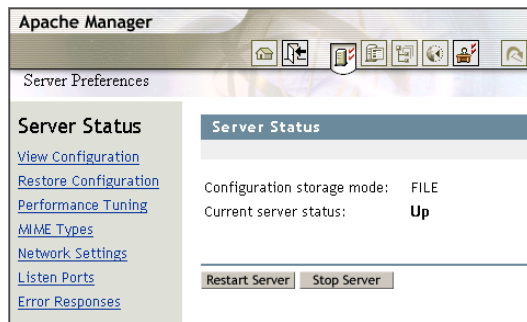 Apache Manager
Server Preferences
Server Status
View Configuration
Restore Configuration
Performance Tuning
MIME Types
Network Settings
Listen Ports
Error Responses
Server Status
Configuration storage mode: FILE
Current server status: Up
Restart Server Stop Server